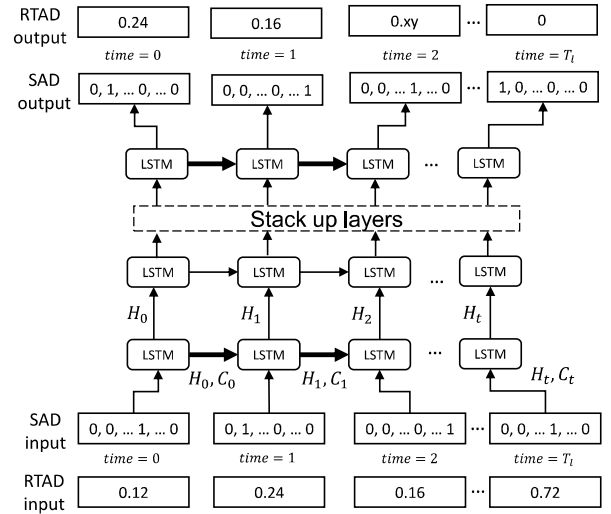 RTAD output 0.24 0.16 0.xy ... 0
time = 0 time = 1 time = 2 time = T_l
SAD output 0, 1, ... 0, ... 0 0, 0, ... 0, ... 1 0, 0, ... 1, ... 0 ... 1, 0, ... 0, ... 0
LSTM LSTM LSTM ... LSTM
Stack up layers
LSTM LSTM LSTM ... LSTM
H_0 H_1 H_2 H_t
LSTM LSTM LSTM ... LSTM
H_0, C_0 H_1, C_1 H_t, C_t
SAD input 0, 0, ... 1, ... 0 0, 1, ... 0, ... 0 0, 0, ... 0, ... 1 ... 0, 0, ... 1, ... 0
time = 0 time = 1 time = 2 time = T_l
RTAD input 0.12 0.24 0.16 ... 0.72